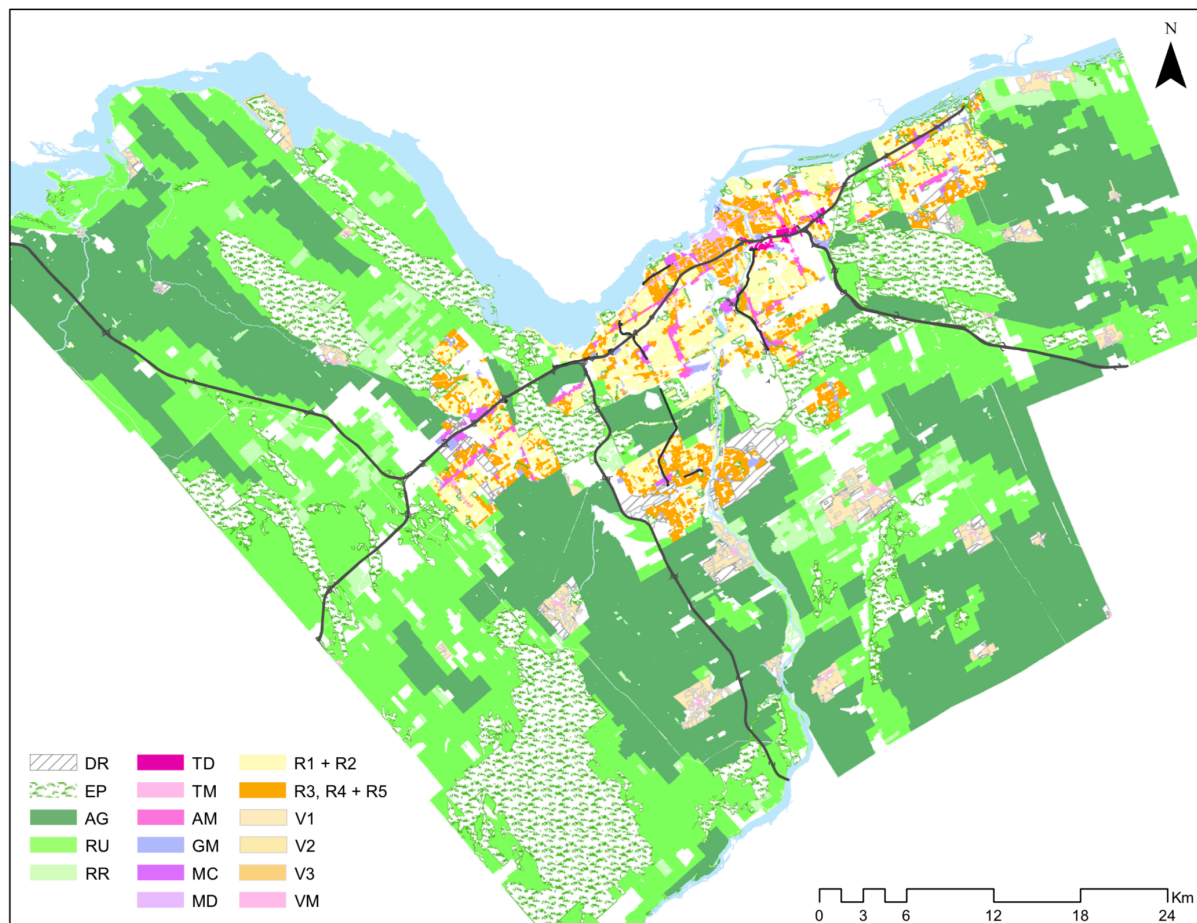 N
DR TD R1 + R2
EP TM R3, R4 + R5
AG AM V1
RU GM V2
RR MC V3
MD VM
Km
0 3 6 12 18 24